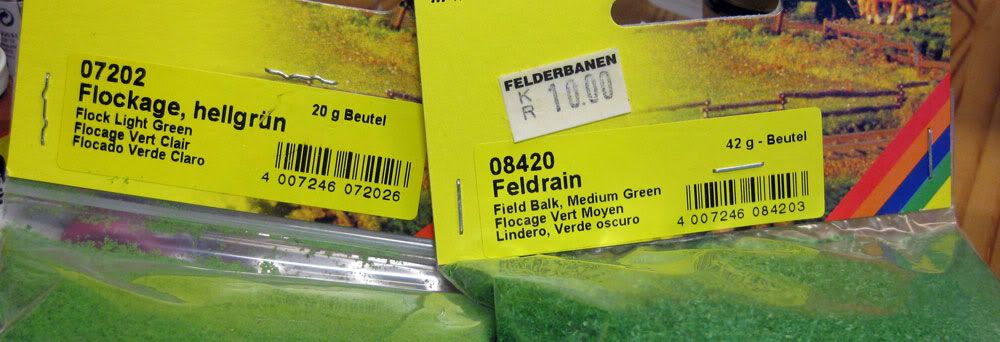 07202
Flockage, hellgrün
20 g Beutel
Flock Light Green
Flocage Vert Clair
Flocado Verde Claro
4 007246 072026
FELDERBANEN
KR 10.00
08420
42 g - Beutel
Feldrain
Field Balk, Medium Green
Flocage Vert Moyen
Lindero, Verde oscuro
4 007246 084203